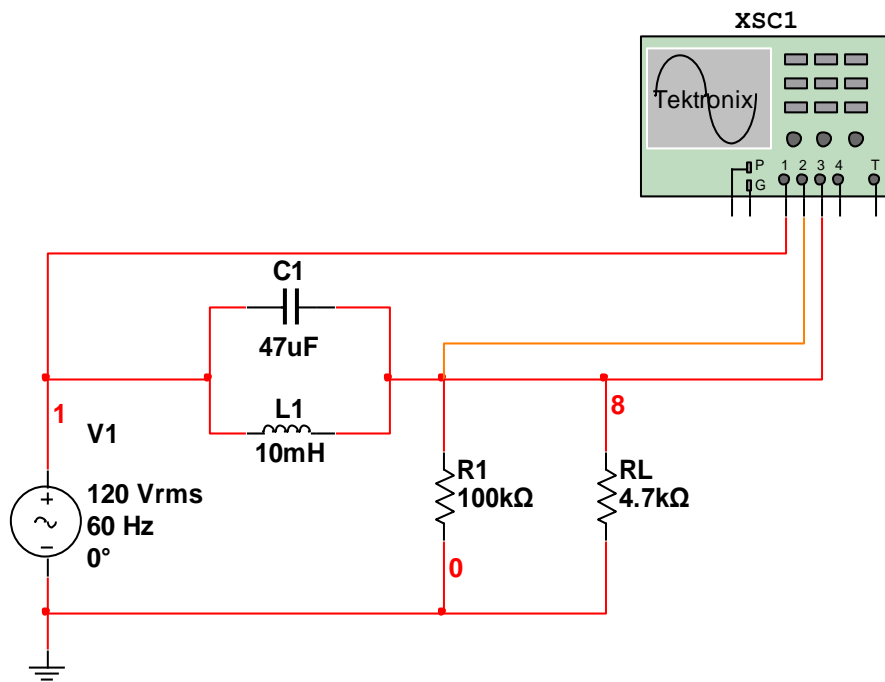 XSC1
Tektronix
P
G
1 2 3 4 T
C1
47uF
L1
10mH
1
V1
120 Vrms
60 Hz
0°
8
R1
100kΩ
RL
4.7kΩ
0